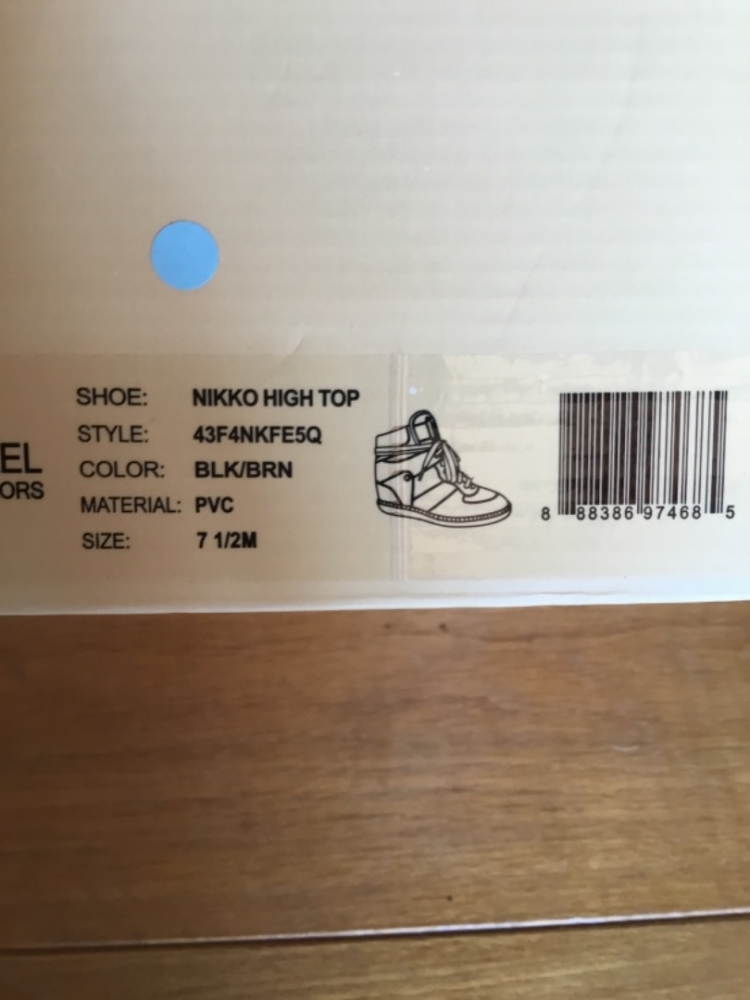 EL
ORS
SHOE: NIKKO HIGH TOP
STYLE: 43F4NKFE5Q
COLOR: BLK/BRN
MATERIAL: PVC
SIZE: 7 1/2M
8 88386 97468 5